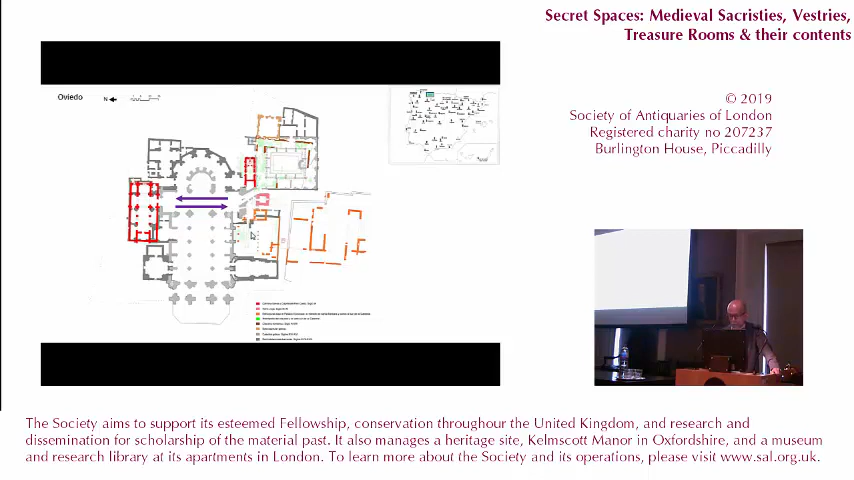 Secret Spaces: Medieval Sacristies, Vestries,
Treasure Rooms & their contents
Oviedo
N
© 2019
Society of Antiquaries of London
Registered charity no 207237
Burlington House, Piccadilly
The Society aims to support its esteemed Fellowship, conservation throughour the United Kingdom, and research and
dissemination for scholarship of the material past. It also manages a heritage site, Kelmscott Manor in Oxfordshire, and a museum
and research library at its apartments in London. To learn more about the Society and its operations, please visit www.sal.org.uk.